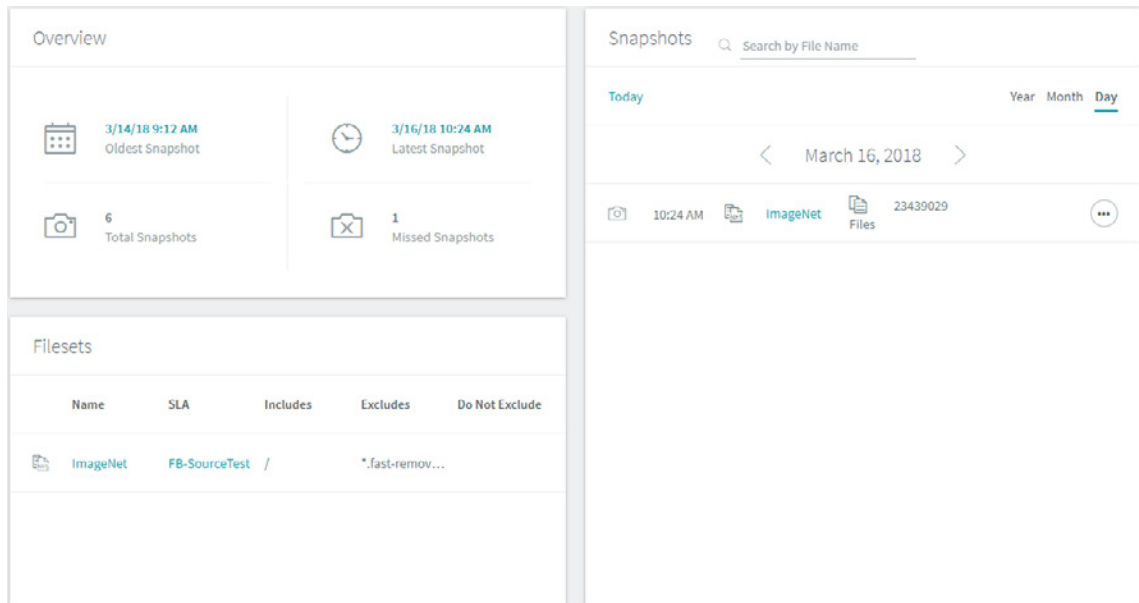 Overview
3/14/18 9:12 AM
Oldest Snapshot
3/16/18 10:24 AM
Latest Snapshot
6
Total Snapshots
1
Missed Snapshots
Filesets
Name SLA Includes Excludes Do Not Exclude
ImageNet FB-SourceTest / *.fast-remov...
Snapshots Search by File Name
Today Year Month Day
March 16, 2018
10:24 AM ImageNet Files 23439029